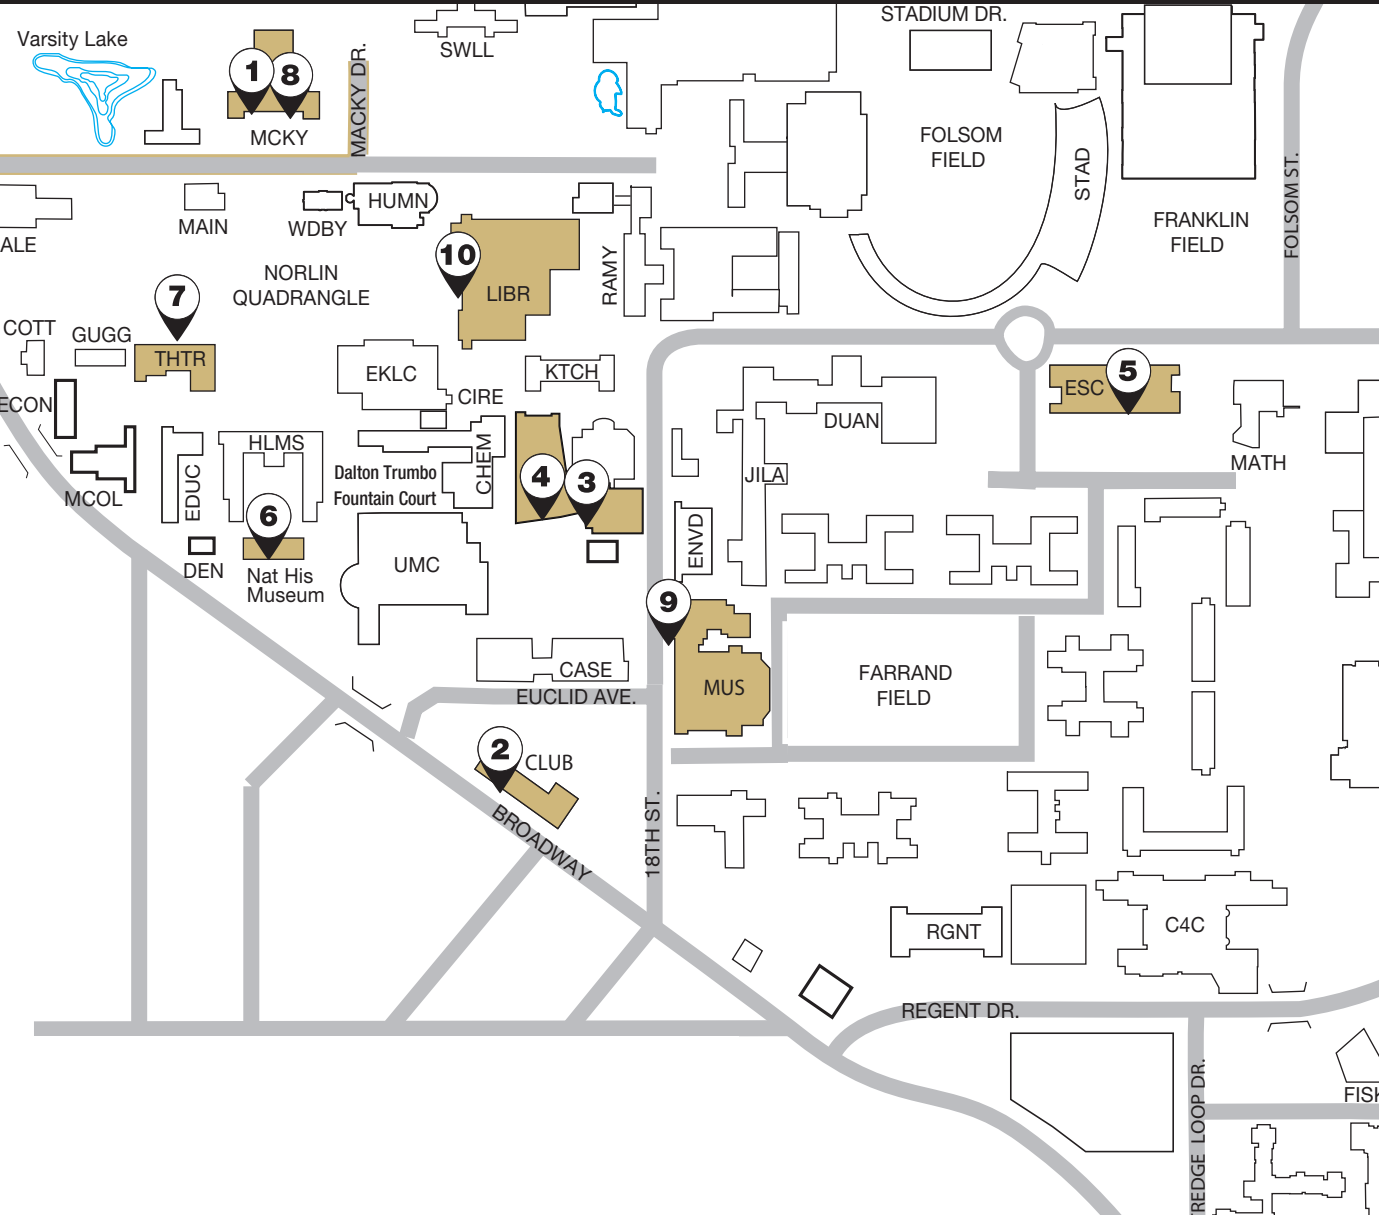 STADIUM DR.
Varsity Lake
SWLL
1
8
MACKY DR.
MCKY
FOLSOM
FIELD
STAD
FOLSOM ST.
FRANKLIN
FIELD
HUMN
MAIN
WDBY
ALE
10
NORLIN
QUADRANGLE
LIBR
RAMY
7
COTT
GUGG
THTR
EKLC
KTCH
CIRE
ESC
5
ECON
DUAN
HLMS
CHEM
MATH
Dalton Trumbo
Fountain Court
4
3
JILA
MCOL
EDUC
6
ENVD
DEN
UMC
Nat His
Museum
9
CASE
MUS
FARRAND
FIELD
EUCLID AVE.
2
CLUB
BROADWAY
18TH ST.
RGNT
C4C
REGENT DR.
TREDGE LOOP DR.
FISK